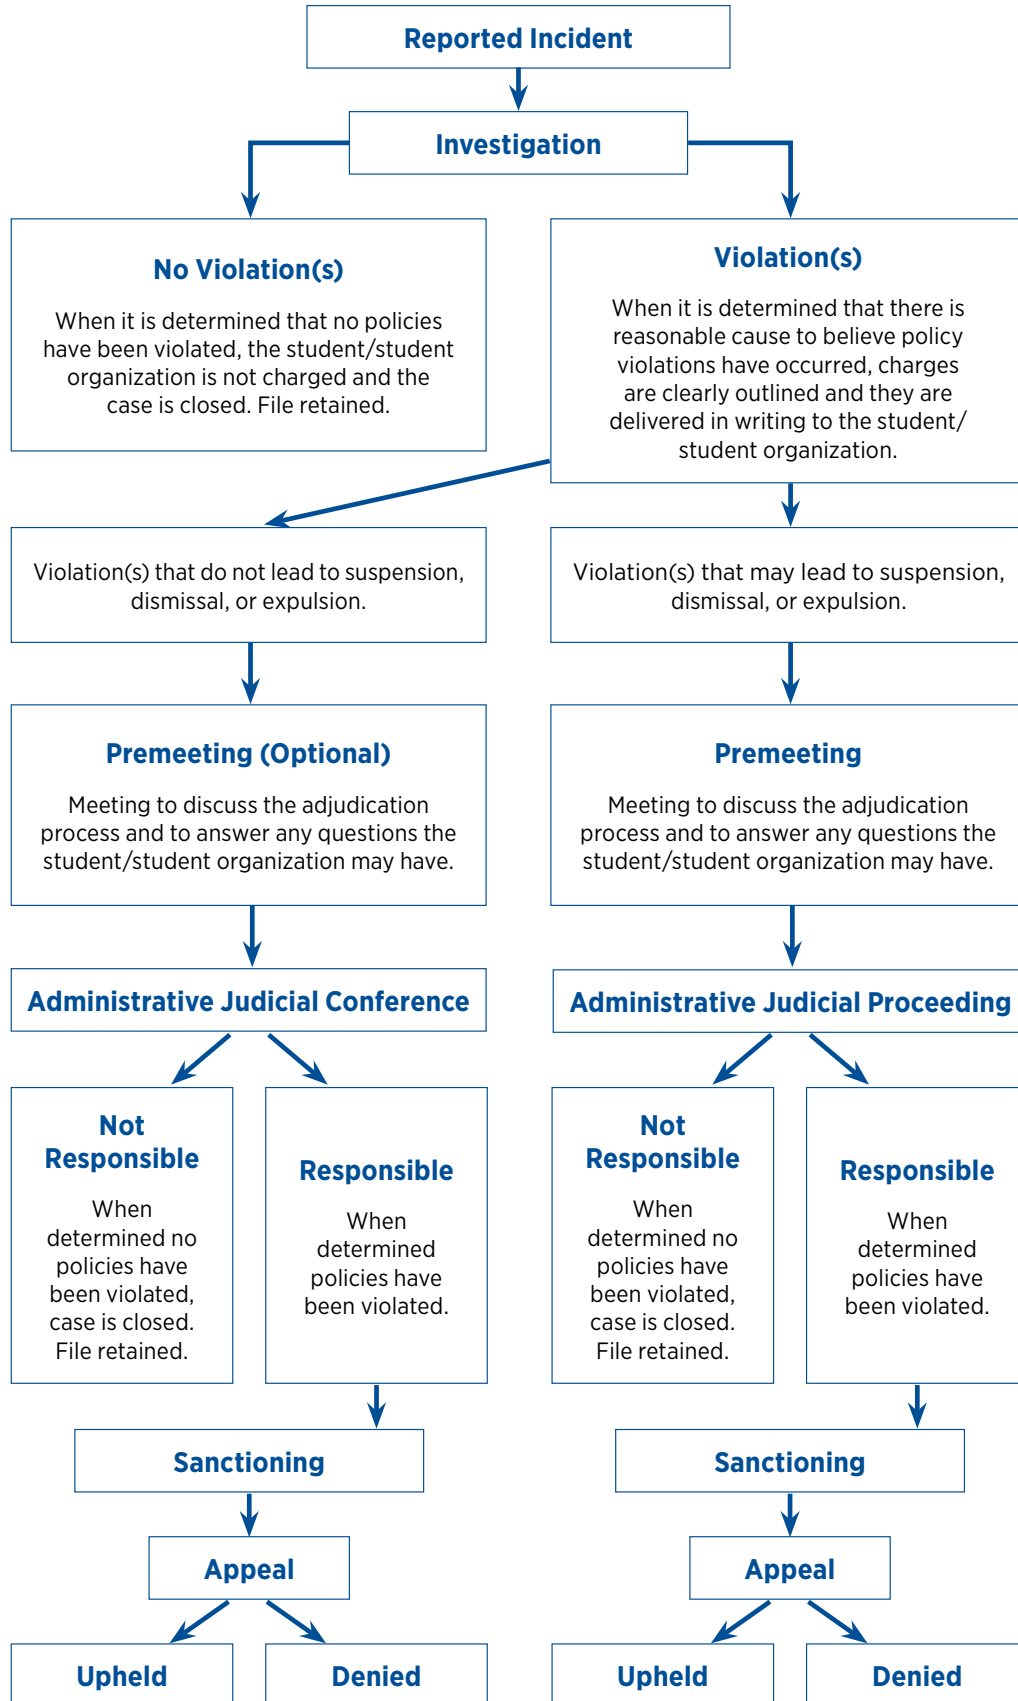 Reported Incident
Investigation
No Violation(s)
When it is determined that no policies
have been violated, the student/student
organization is not charged and the
case is closed. File retained.
Violation(s)
When it is determined that there is
reasonable cause to believe policy
violations have occurred, charges
are clearly outlined and they are
delivered in writing to the student/
student organization.
Violation(s) that do not lead to suspension,
dismissal, or expulsion.
Violation(s) that may lead to suspension,
dismissal, or expulsion.
Premeeting (Optional)
Meeting to discuss the adjudication
process and to answer any questions the
student/student organization may have.
Premeeting
Meeting to discuss the adjudication
process and to answer any questions the
student/student organization may have.
Administrative Judicial Conference
Administrative Judicial Proceeding
Not
Responsible
When
determined no
policies have
been violated,
case is closed.
File retained.
Responsible
When
determined
policies have
been violated.
Not
Responsible
When
determined no
policies have
been violated,
case is closed.
File retained.
Responsible
When
determined
policies have
been violated.
Sanctioning
Sanctioning
Appeal
Appeal
Upheld
Denied
Upheld
Denied